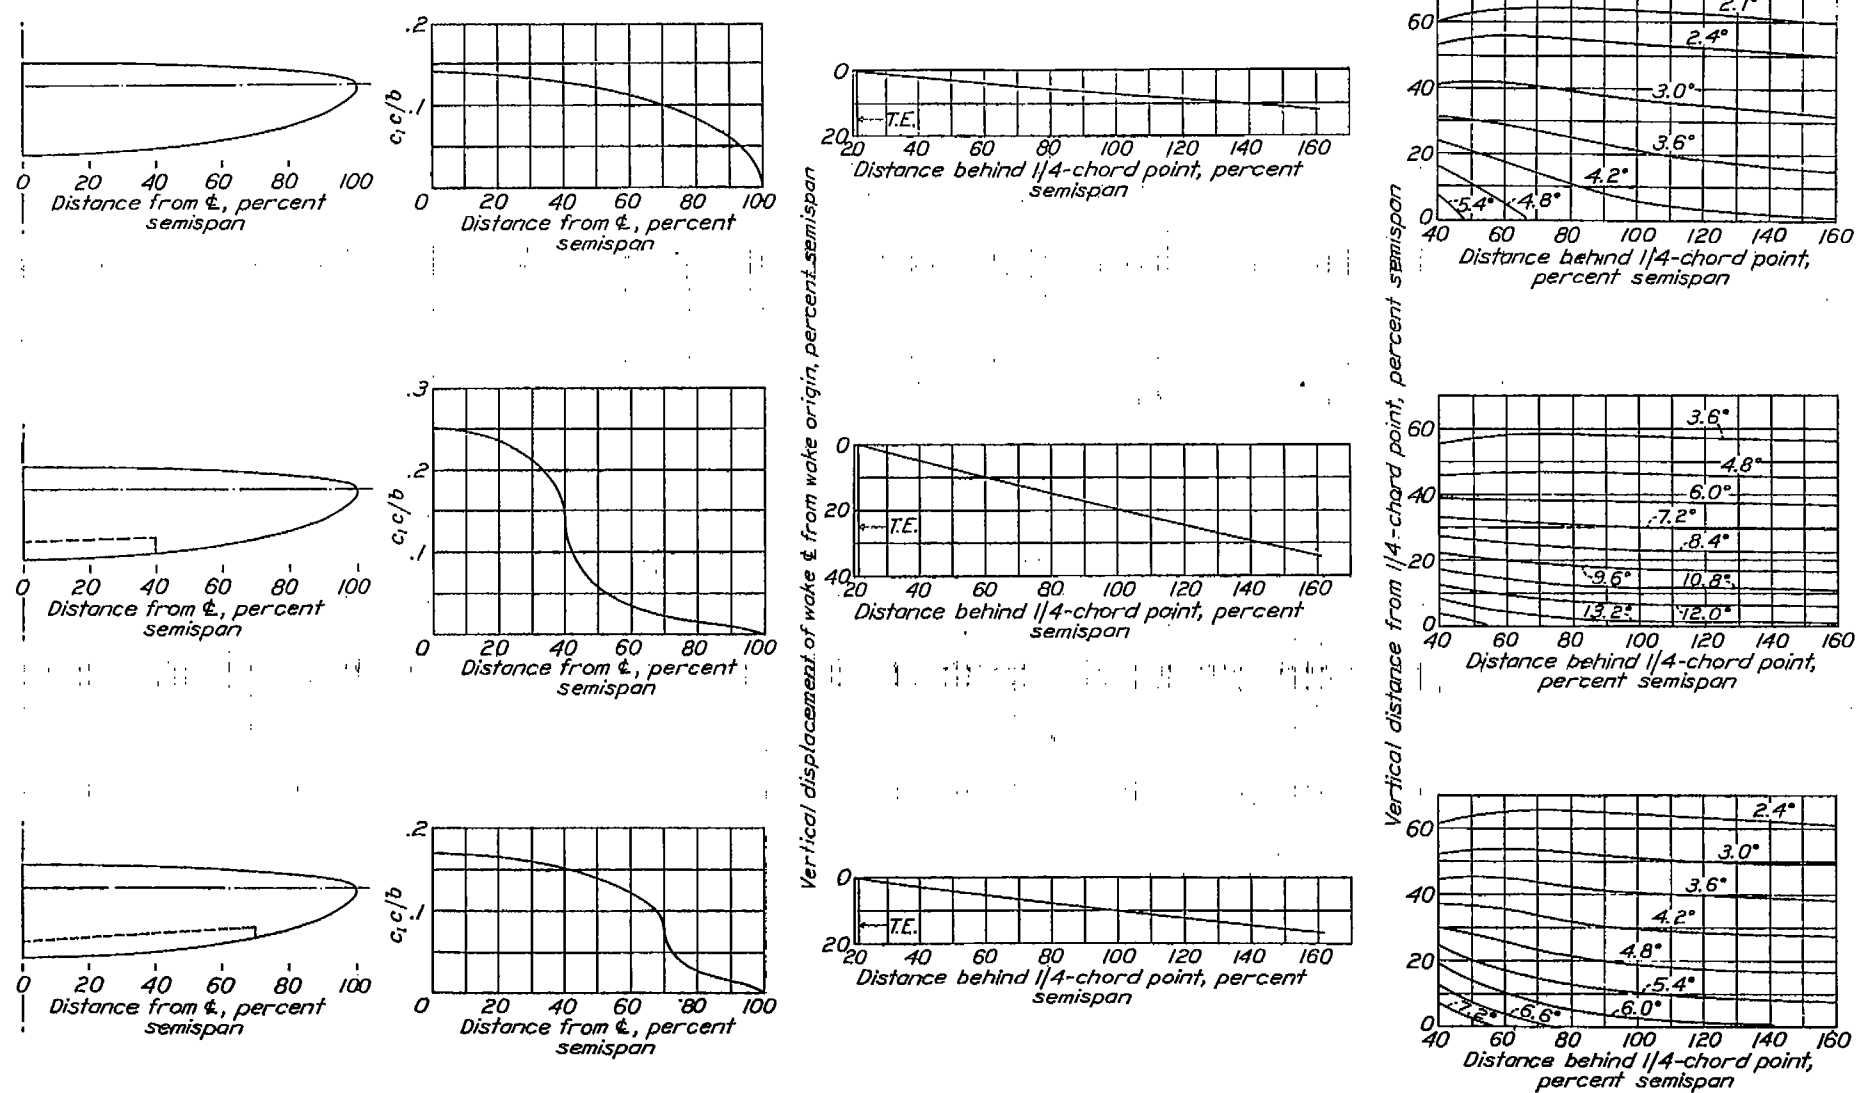 0 20 40 60 80 100
Distance from ℄, percent
semispan
.2
.1
c_l c/b
0 20 40 60 80 100
Distance from ℄, percent
semispan
0
20
T.E.
20 40 60 80 100 120 140 160
Distance behind 1/4-chord point, percent
semispan
60
40
20
0
2.1°
2.4°
3.0°
3.6°
4.2°
4.8°
5.4°
40 60 80 100 120 140 160
Distance behind 1/4-chord point,
percent semispan
Vertical displacement of wake ℄ from wake origin, percent semispan
Vertical distance from 1/4-chord point, percent semispan
0 20 40 60 80 100
Distance from ℄, percent
semispan
.3
.2
.1
c_l c/b
0 20 40 60 80 100
Distance from ℄, percent
semispan
0
20
40
T.E.
20 40 60 80 100 120 140 160
Distance behind 1/4-chord point, percent
semispan
60
40
20
0
3.6°
4.8°
6.0°
7.2°
8.4°
9.6° 10.8°
13.2° 12.0°
40 60 80 100 120 140 160
Distance behind 1/4-chord point,
percent semispan
0 20 40 60 80 100
Distance from ℄, percent
semispan
.2
.1
c_l c/b
0 20 40 60 80 100
Distance from ℄, percent
semispan
0
20
T.E.
20 40 60 80 100 120 140 160
Distance behind 1/4-chord point, percent
semispan
60
40
20
0
2.4°
3.0°
3.6°
4.2°
4.8°
5.4°
6.0°
6.6°
7.2°
40 60 80 100 120 140 160
Distance behind 1/4-chord point,
percent semispan